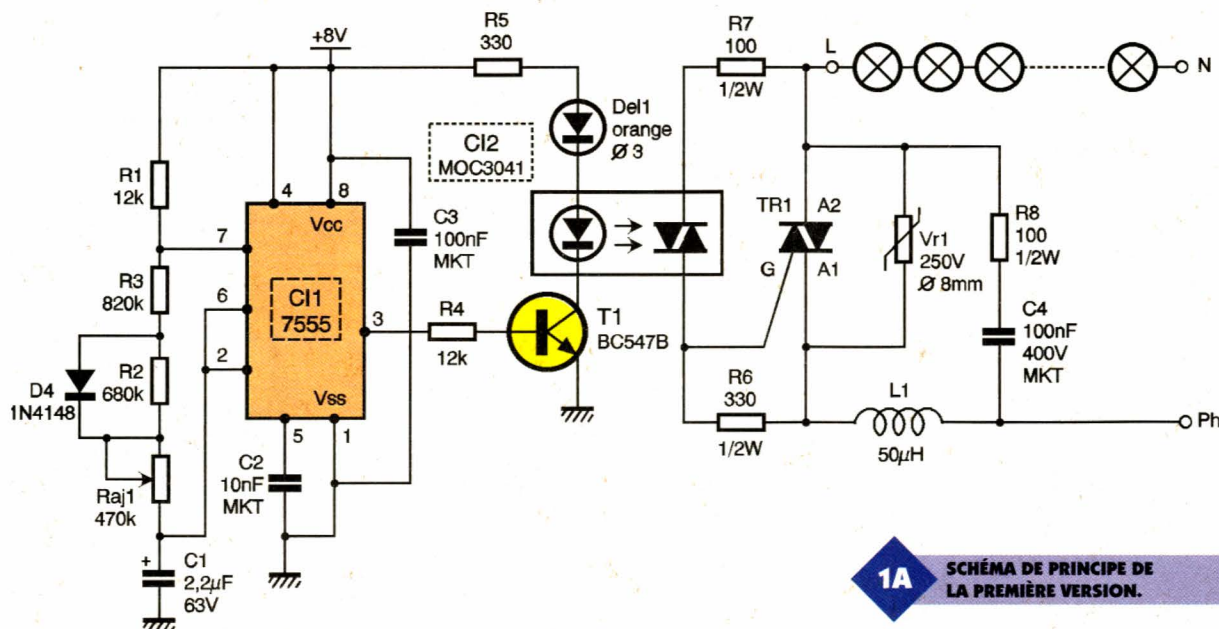 +8V
R5
330
R7
100
1/2W
L
N
Del1
orange
Ø 3
CI2
MOC3041
R1
12k
4
8
Vcc
7
C3
100nF
MKT
TR1
A2
G
A1
Vr1
250V
Ø 8mm
R8
100
1/2W
R3
820k
6
CI1
7555
3
R4
12k
T1
BC547B
C4
100nF
400V
MKT
2
D4
1N4148
R2
680k
Vss
5
1
R6
330
1/2W
L1
50µH
Ph
Raj1
470k
C2
10nF
MKT
+
C1
2,2µF
63V
1A
SCHÉMA DE PRINCIPE DE
LA PREMIÈRE VERSION.